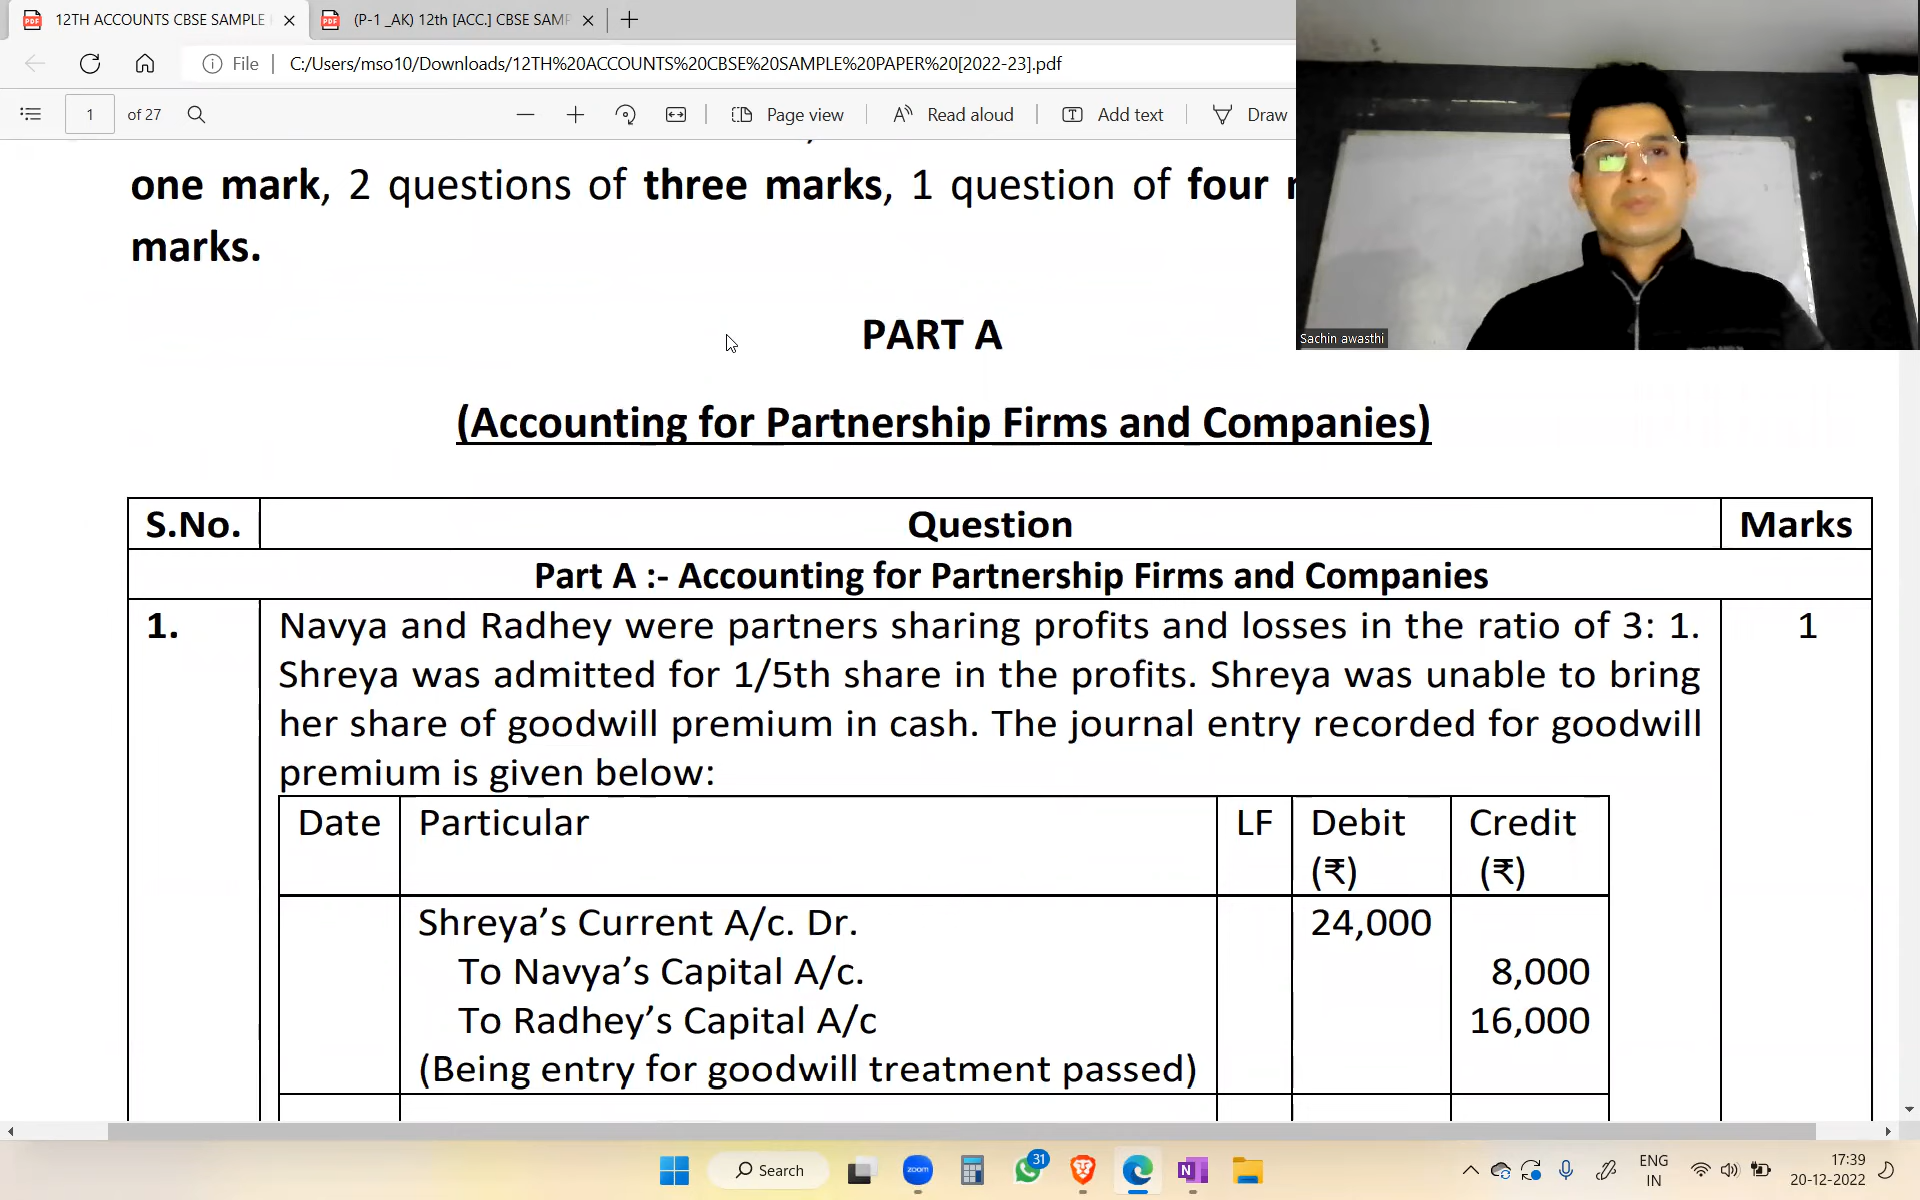 12TH ACCOUNTS CBSE SAMPLE
(P-1 _AK) 12th [ACC.] CBSE SAMP
File
C:/Users/mso10/Downloads/12TH%20ACCOUNTS%20CBSE%20SAMPLE%20PAPER%20[2022-23].pdf
1 of 27
Page view
Read aloud
Add text
Draw
one mark, 2 questions of three marks, 1 question of four
marks.
Sachin awasthi
PART A
(Accounting for Partnership Firms and Companies)
S.No. Question Marks
Part A :- Accounting for Partnership Firms and Companies
1. Navya and Radhey were partners sharing profits and losses in the ratio of 3: 1. 1
Shreya was admitted for 1/5th share in the profits. Shreya was unable to bring
her share of goodwill premium in cash. The journal entry recorded for goodwill
premium is given below:
Date Particular LF Debit Credit
(₹) (₹)
Shreya’s Current A/c. Dr. 24,000
To Navya’s Capital A/c. 8,000
To Radhey’s Capital A/c 16,000
(Being entry for goodwill treatment passed)
Search
zoom
31
ENG
IN
17:39
20-12-2022